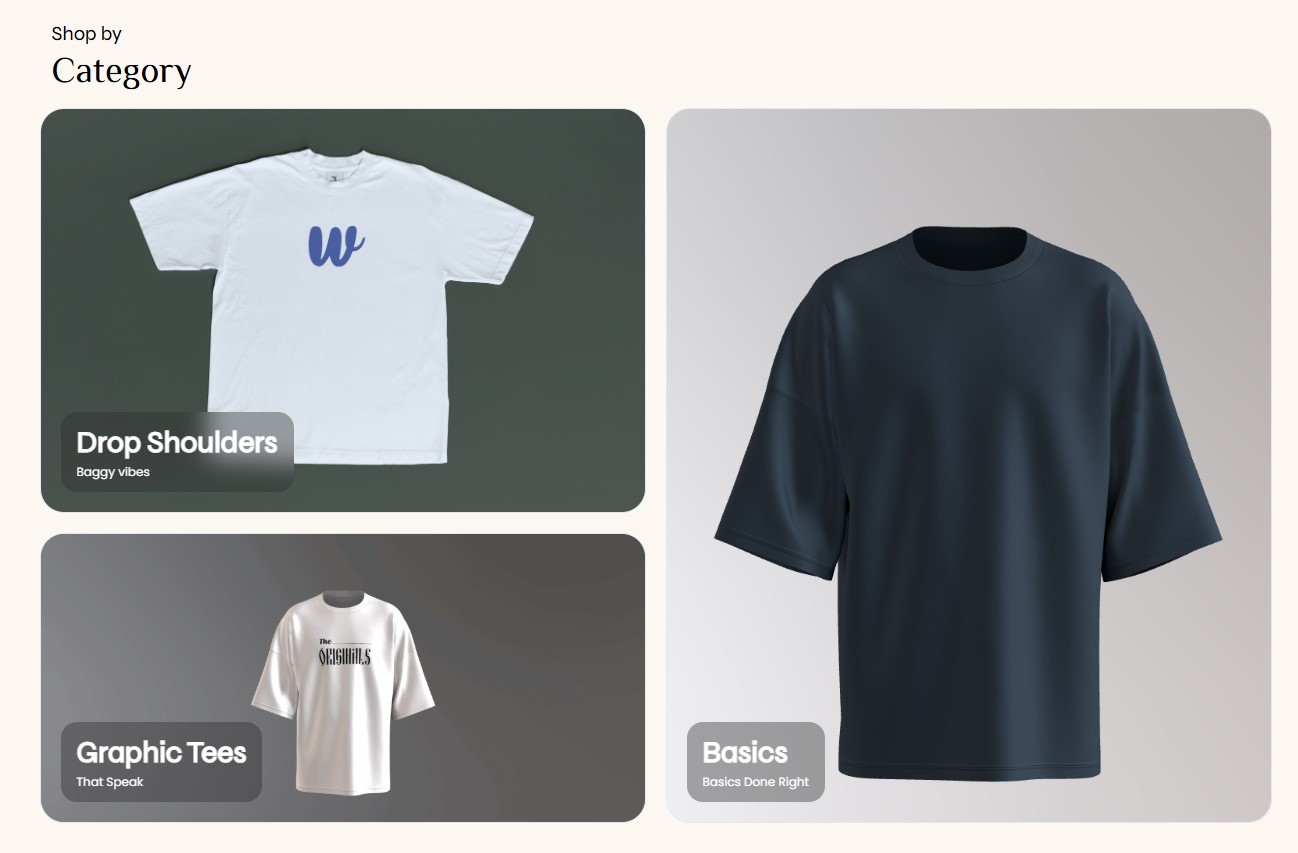 Shop by
Category
w
Drop Shoulders
Baggy vibes
The
ORIGINALS
Graphic Tees
That Speak
Basics
Basics Done Right